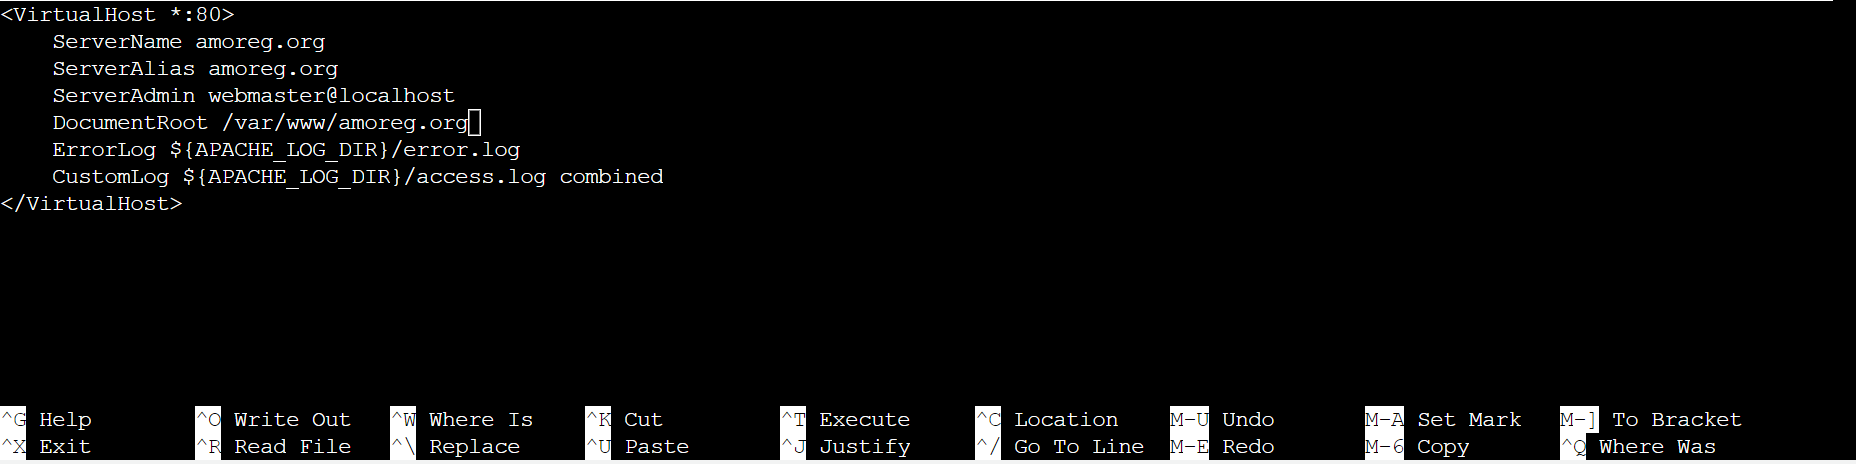 <VirtualHost *:80>
    ServerName amoreg.org
    ServerAlias amoreg.org
    ServerAdmin webmaster@localhost
    DocumentRoot /var/www/amoreg.org
    ErrorLog ${APACHE_LOG_DIR}/error.log
    CustomLog ${APACHE_LOG_DIR}/access.log combined
</VirtualHost>
^G Help ^O Write Out ^W Where Is ^K Cut ^T Execute ^C Location M-U Undo M-A Set Mark M-] To Bracket
^X Exit ^R Read File ^\ Replace ^U Paste ^J Justify ^/ Go To Line M-E Redo M-6 Copy ^Q Where Was